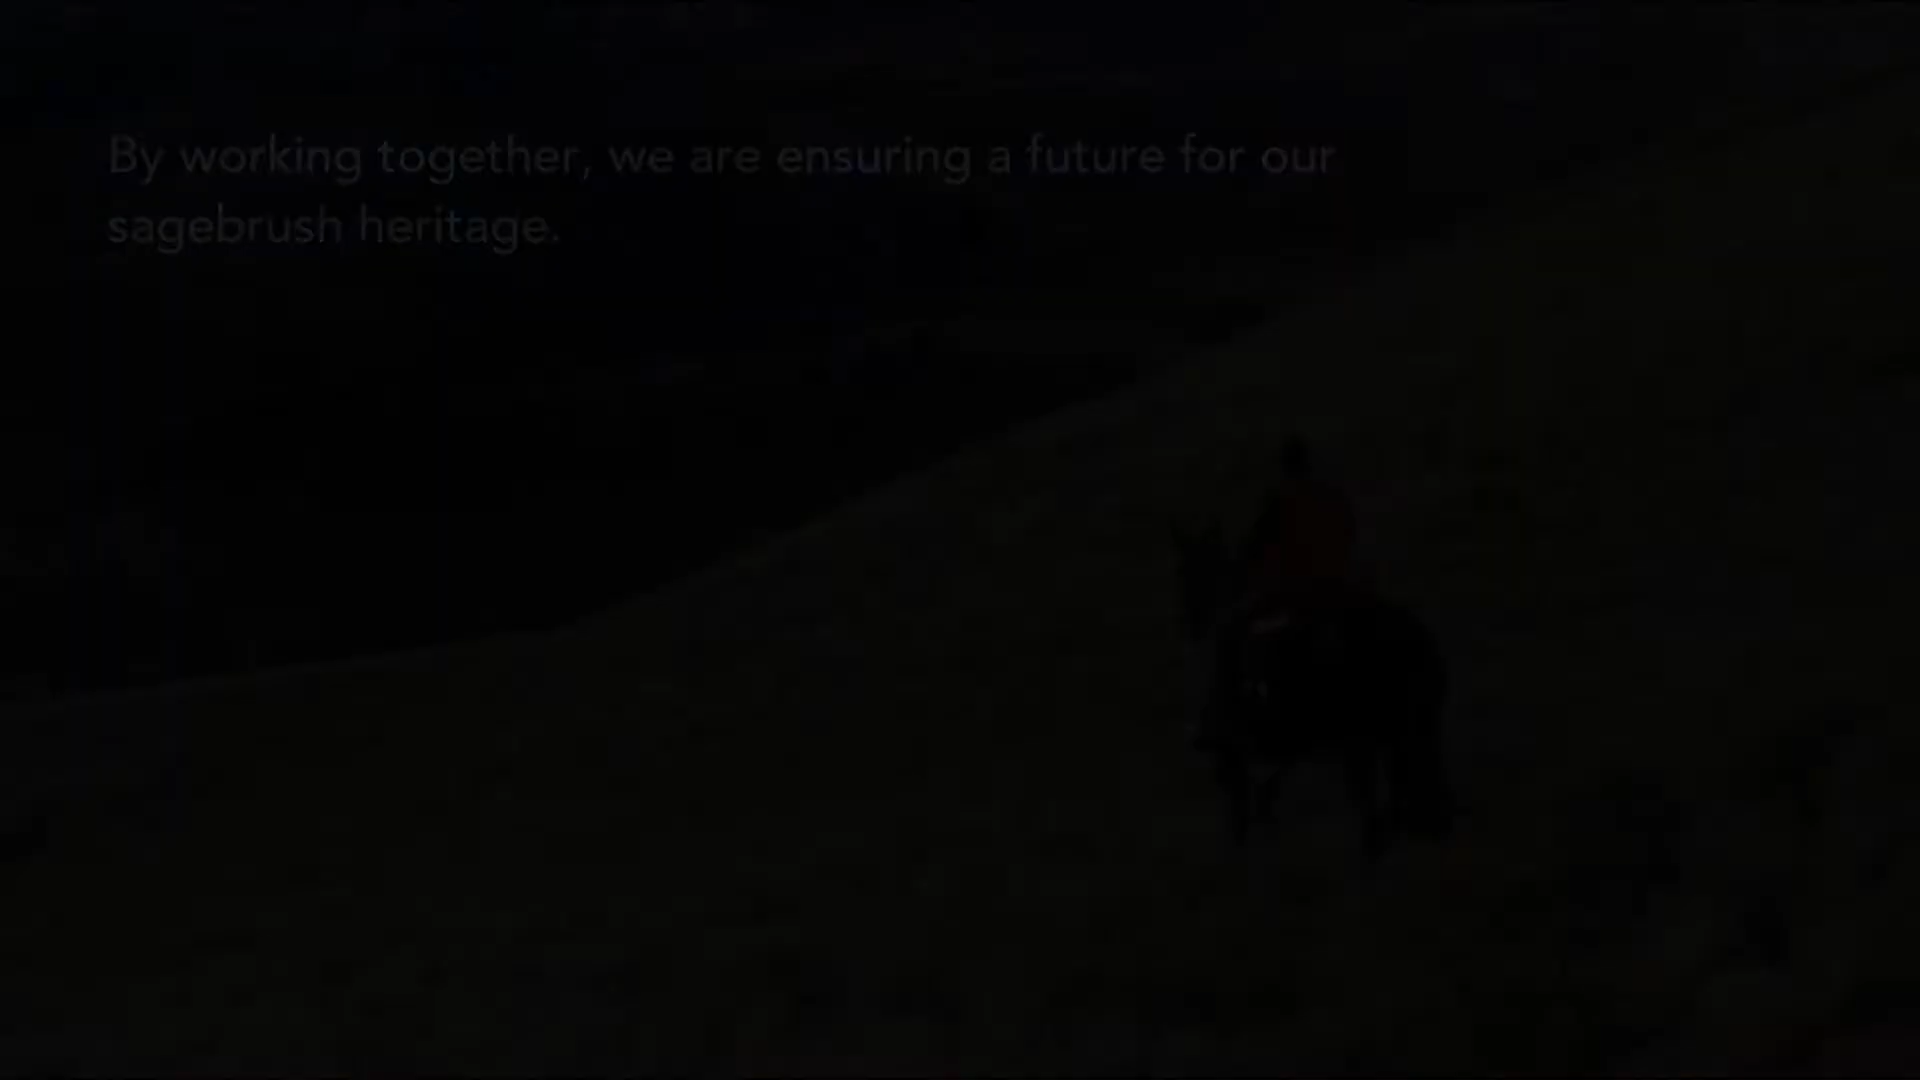 By working together, we are ensuring a future for our
sagebrush heritage.